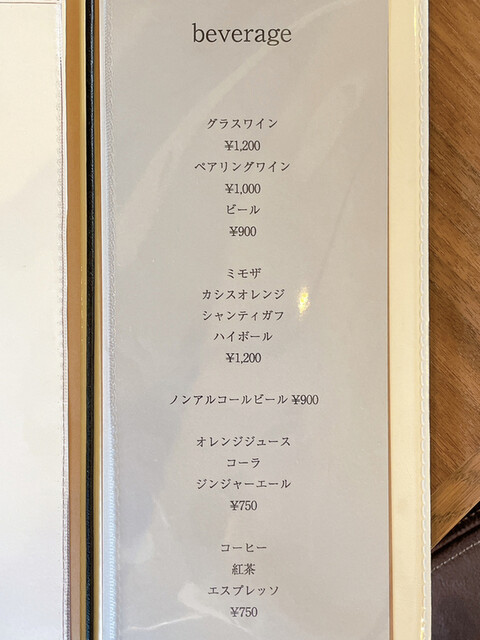 beverage
グラスワイン
¥1,200
ペアリングワイン
¥1,000
ビール
¥900
ミモザ
カシスオレンジ
シャンティガフ
ハイボール
¥1,200
ノンアルコールビール ¥900
オレンジジュース
コーラ
ジンジャーエール
¥750
コーヒー
紅茶
エスプレッソ
¥750